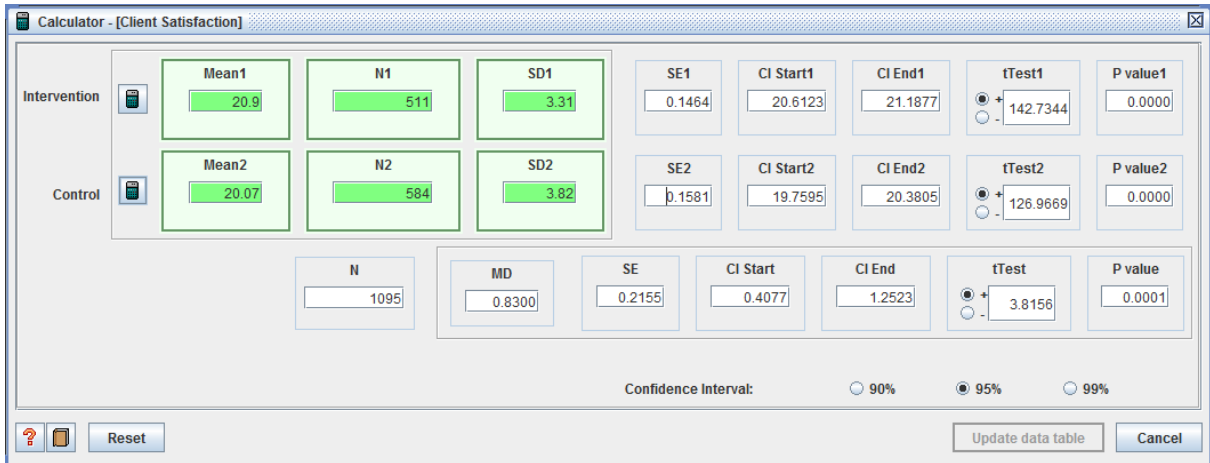 Calculator - [Client Satisfaction]
Mean1 N1 SD1 SE1 CI Start1 CI End1 tTest1 P value1
Intervention 20.9 511 3.31 0.1464 20.6123 21.1877 + - 142.7344 0.0000
Mean2 N2 SD2 SE2 CI Start2 CI End2 tTest2 P value2
Control 20.07 584 3.82 0.1581 19.7595 20.3805 + - 126.9669 0.0000
N MD SE CI Start CI End tTest P value
1095 0.8300 0.2155 0.4077 1.2523 + - 3.8156 0.0001
Confidence Interval: 90% 95% 99%
? Reset Update data table Cancel